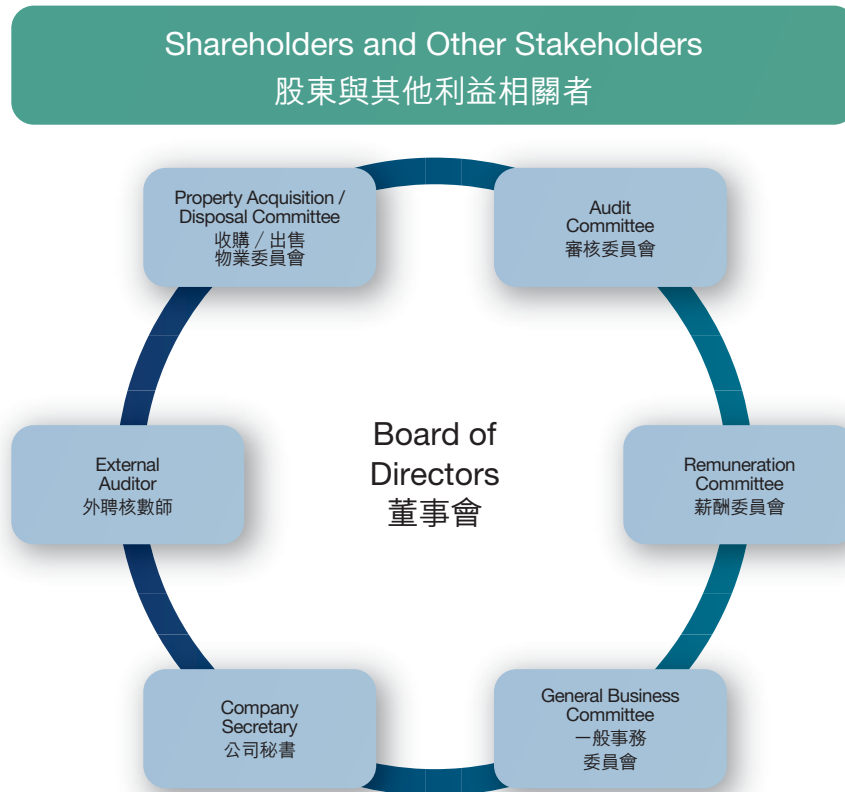 Shareholders and Other Stakeholders
股東與其他利益相關者
Property Acquisition /
Disposal Committee
收購 / 出售
物業委員會
Audit
Committee
審核委員會
External
Auditor
外聘核數師
Board of
Directors
董事會
Remuneration
Committee
薪酬委員會
Company
Secretary
公司秘書
General Business
Committee
一般事務
委員會